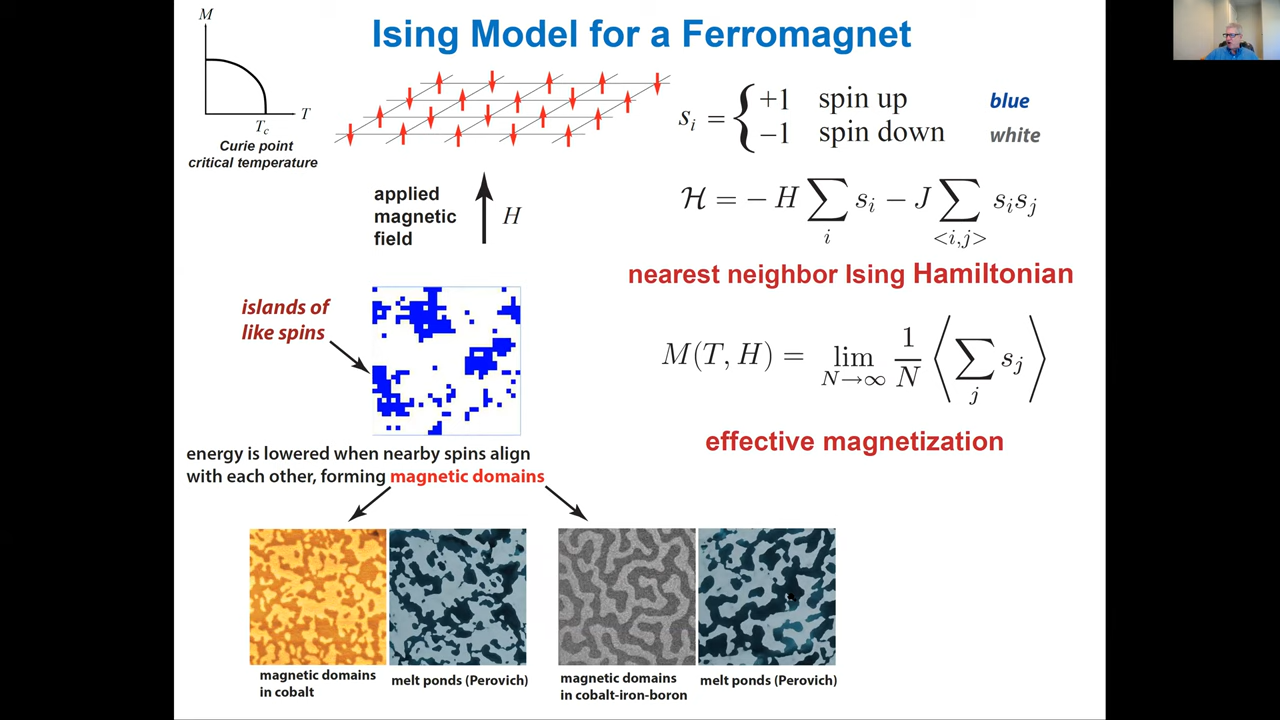 Ising Model for a Ferromagnet
M
T
T_c
Curie point
critical temperature
s_i = { +1 spin up blue
−1 spin down white
applied
magnetic
field
H
ℋ = − H ∑_i s_i − J ∑_{<i,j>} s_i s_j
nearest neighbor Ising Hamiltonian
islands of
like spins
M(T, H) = lim_{N→∞} 1/N ⟨ ∑_j s_j ⟩
effective magnetization
energy is lowered when nearby spins align
with each other, forming magnetic domains
magnetic domains
in cobalt
melt ponds (Perovich)
magnetic domains
in cobalt-iron-boron
melt ponds (Perovich)